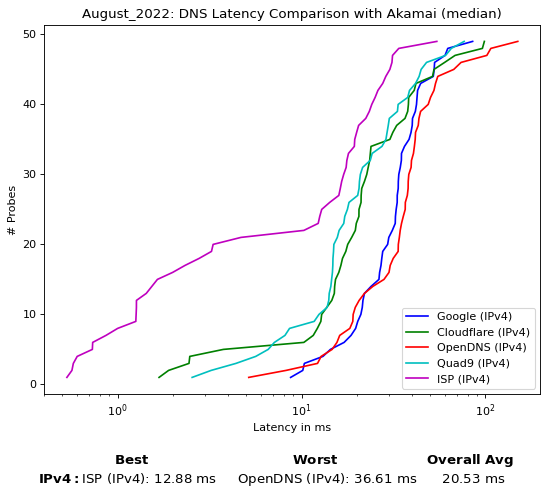 August_2022: DNS Latency Comparison with Akamai (median)
50
40
30
20
10
0
# Probes
10⁰
10¹
10²
Latency in ms
Google (IPv4)
Cloudflare (IPv4)
OpenDNS (IPv4)
Quad9 (IPv4)
ISP (IPv4)
Best Worst Overall Avg
IPv4: ISP (IPv4): 12.88 ms OpenDNS (IPv4): 36.61 ms 20.53 ms